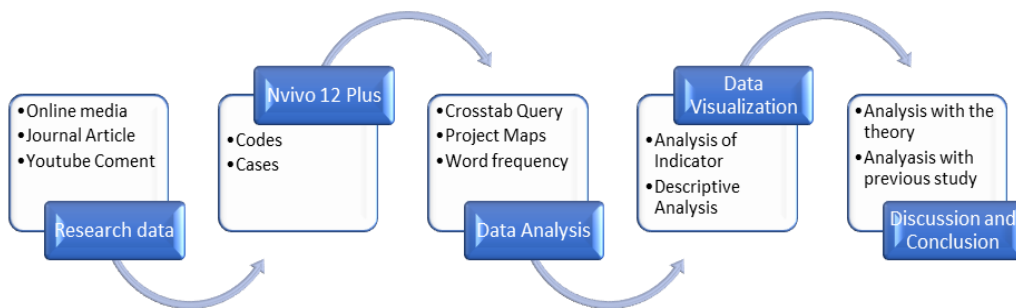 •Online media
•Journal Article
•Youtube Coment
Research data
Nvivo 12 Plus
•Codes
•Cases
•Crosstab Query
•Project Maps
•Word frequency
Data Analysis
Data
Visualization
•Analysis of
Indicator
•Descriptive
Analysis
•Analysis with the
theory
•Analyasis with
previous study
Discussion and
Conclusion